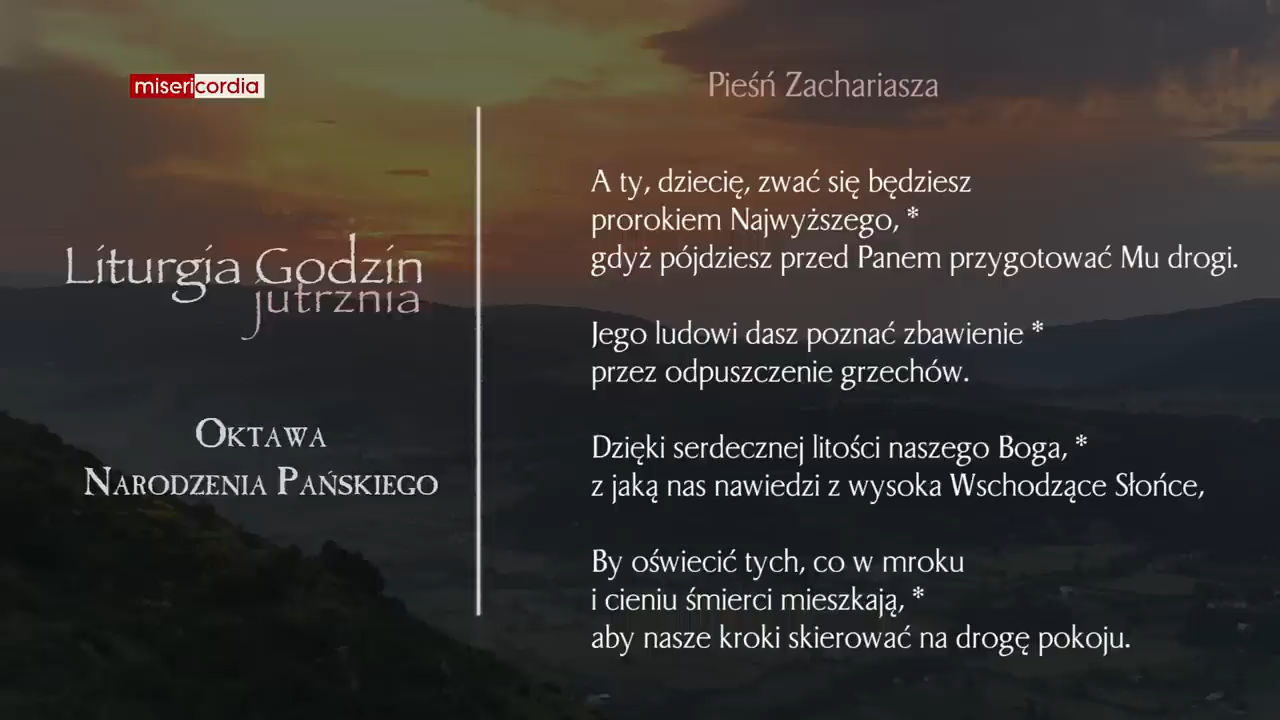 misericordia
Liturgia Godzin
jutrznia
Oktawa
Narodzenia Pańskiego
Pieśń Zachariasza
A ty, dziecię, zwać się będziesz
prorokiem Najwyższego, *
gdyż pójdziesz przed Panem przygotować Mu drogi.
Jego ludowi dasz poznać zbawienie *
przez odpuszczenie grzechów.
Dzięki serdecznej litości naszego Boga, *
z jaką nas nawiedzi z wysoka Wschodzące Słońce,
By oświecić tych, co w mroku
i cieniu śmierci mieszkają, *
aby nasze kroki skierować na drogę pokoju.